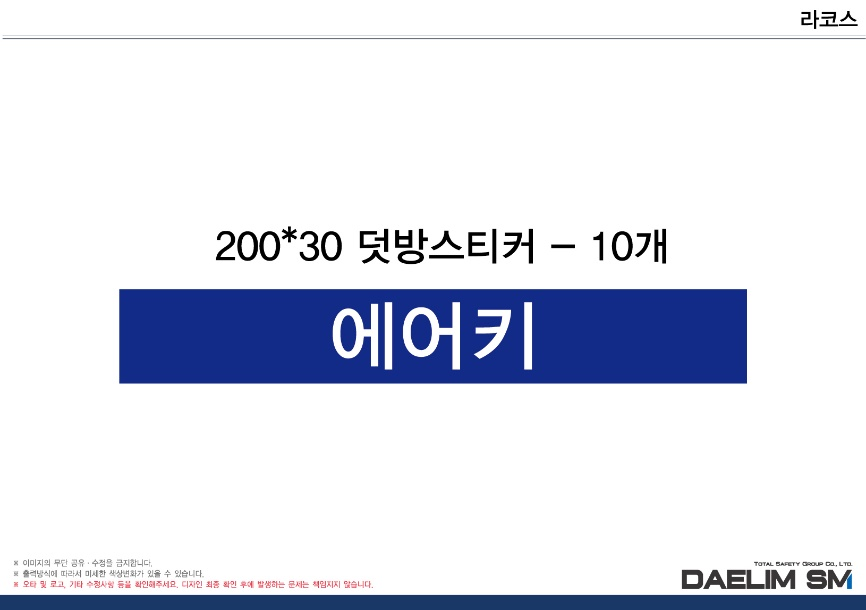 라코스
200*30 덧방스티커 – 10개
에어키
※ 이미지의 무단 공유 · 수정을 금지합니다.
※ 출력방식에 따라서 미세한 색상변화가 있을 수 있습니다.
※ 오타 및 로고, 기타 수정사항 등을 확인해주세요. 디자인 최종 확인 후에 발생하는 문제는 책임지지 않습니다.
TOTAL SAFETY GROUP CO., LTD.
DAELIM SM